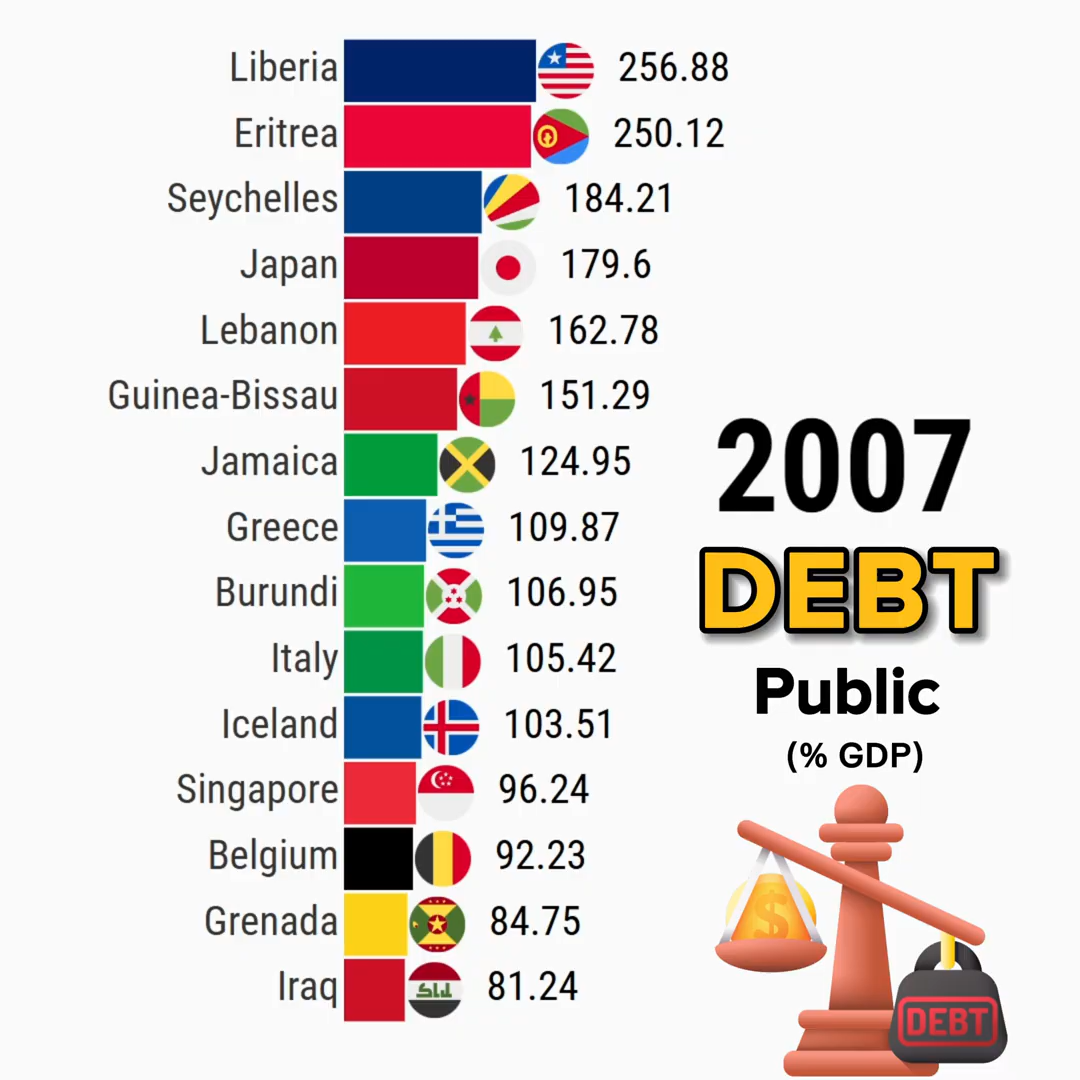 Liberia 256.88
Eritrea 250.12
Seychelles 184.21
Japan 179.6
Lebanon 162.78
Guinea-Bissau 151.29
Jamaica 124.95
Greece 109.87
Burundi 106.95
Italy 105.42
Iceland 103.51
Singapore 96.24
Belgium 92.23
Grenada 84.75
Iraq 81.24
2007
DEBT
Public
(% GDP)
$
DEBT